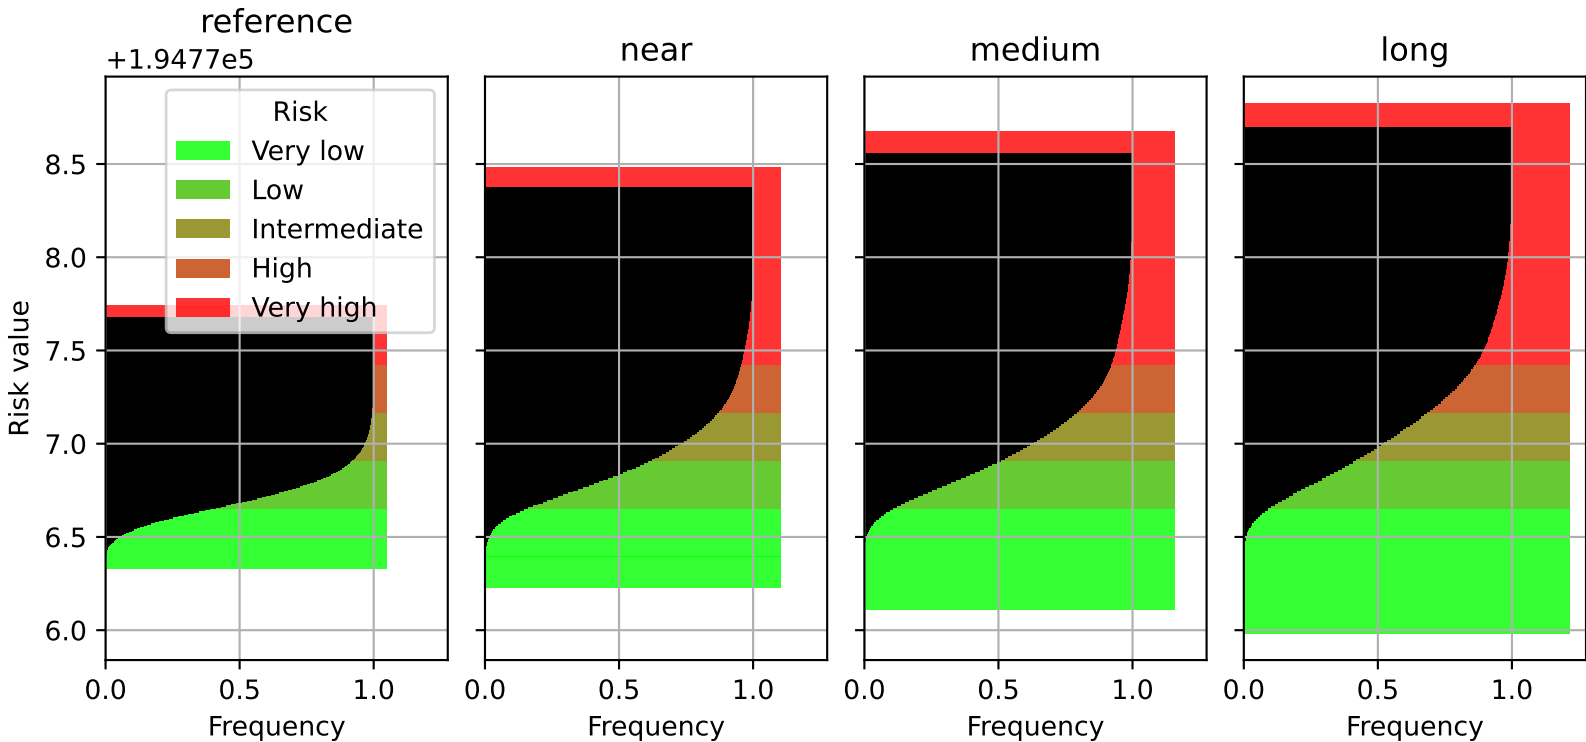 reference
near
medium
long
+1.9477e5
Risk
Very low
Low
Intermediate
High
Very high
Risk value
8.5
8.0
7.5
7.0
6.5
6.0
0.0 0.5 1.0
0.0 0.5 1.0
0.0 0.5 1.0
0.0 0.5 1.0
Frequency
Frequency
Frequency
Frequency